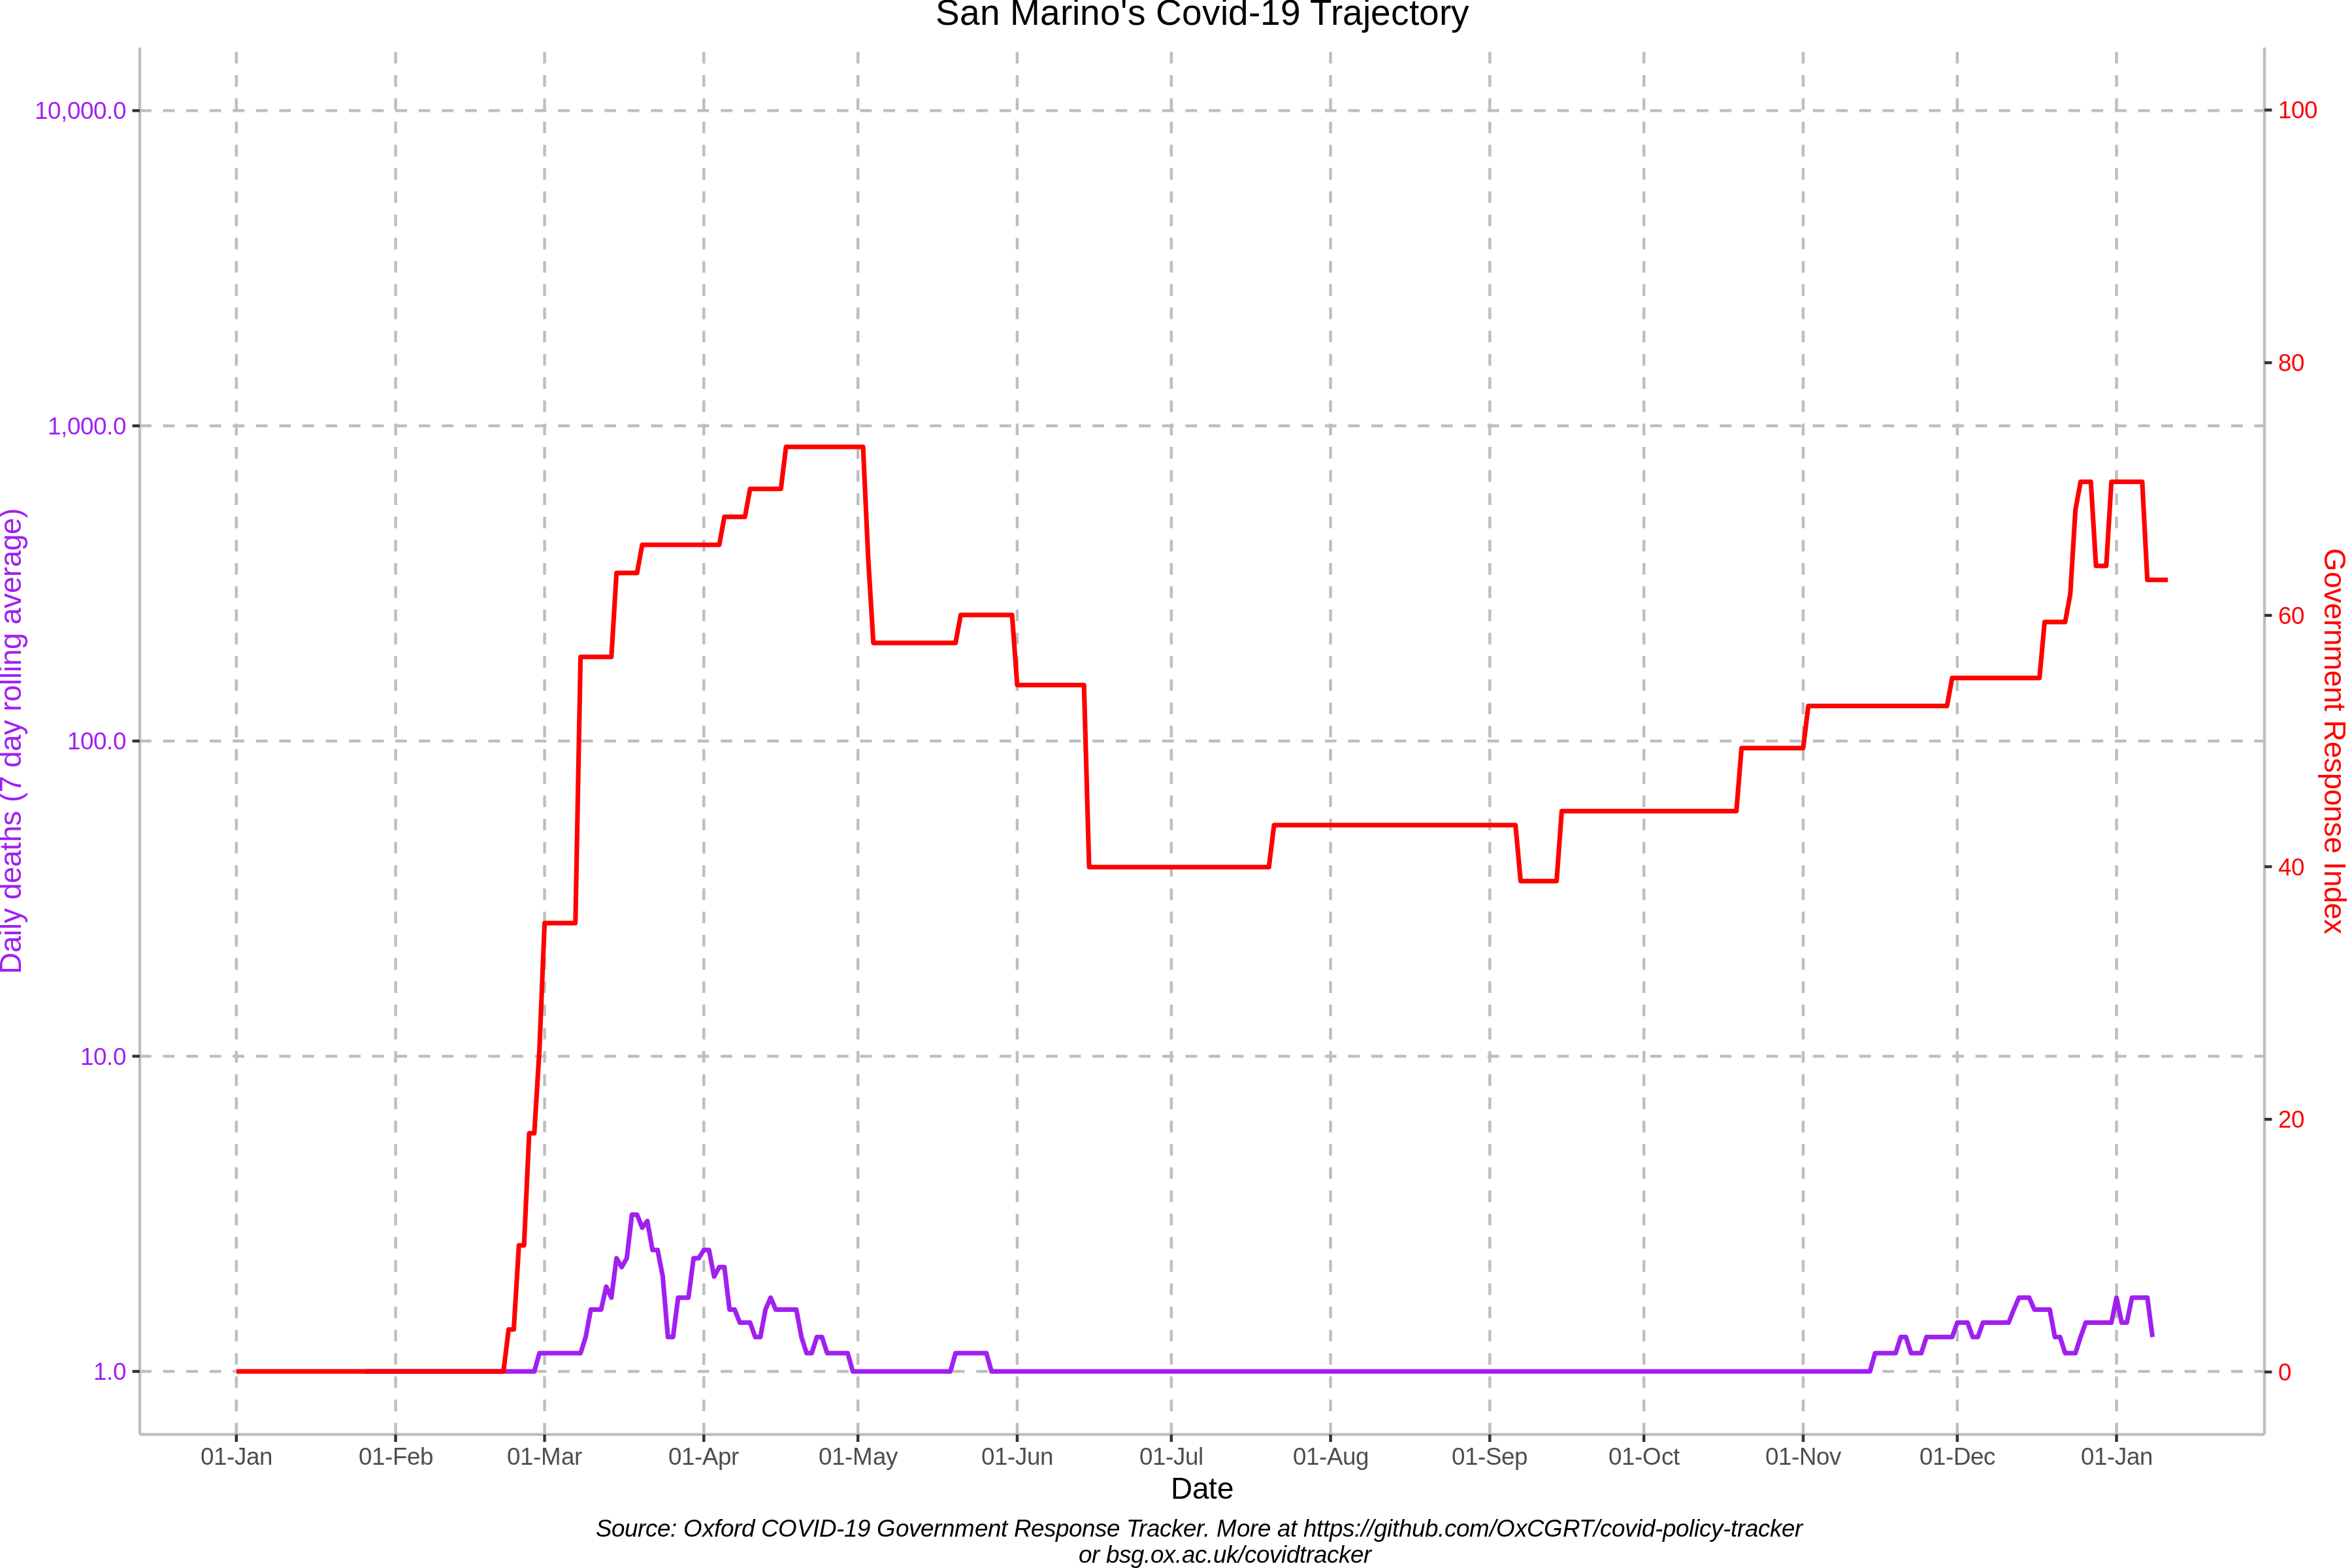 San Marino's Covid-19 Trajectory
10,000.0
1,000.0
100.0
10.0
1.0
Daily deaths (7 day rolling average)
100
80
60
40
20
0
Government Response Index
01-Jan 01-Feb 01-Mar 01-Apr 01-May 01-Jun 01-Jul 01-Aug 01-Sep 01-Oct 01-Nov 01-Dec 01-Jan
Date
Source: Oxford COVID-19 Government Response Tracker. More at https://github.com/OxCGRT/covid-policy-tracker
or bsg.ox.ac.uk/covidtracker